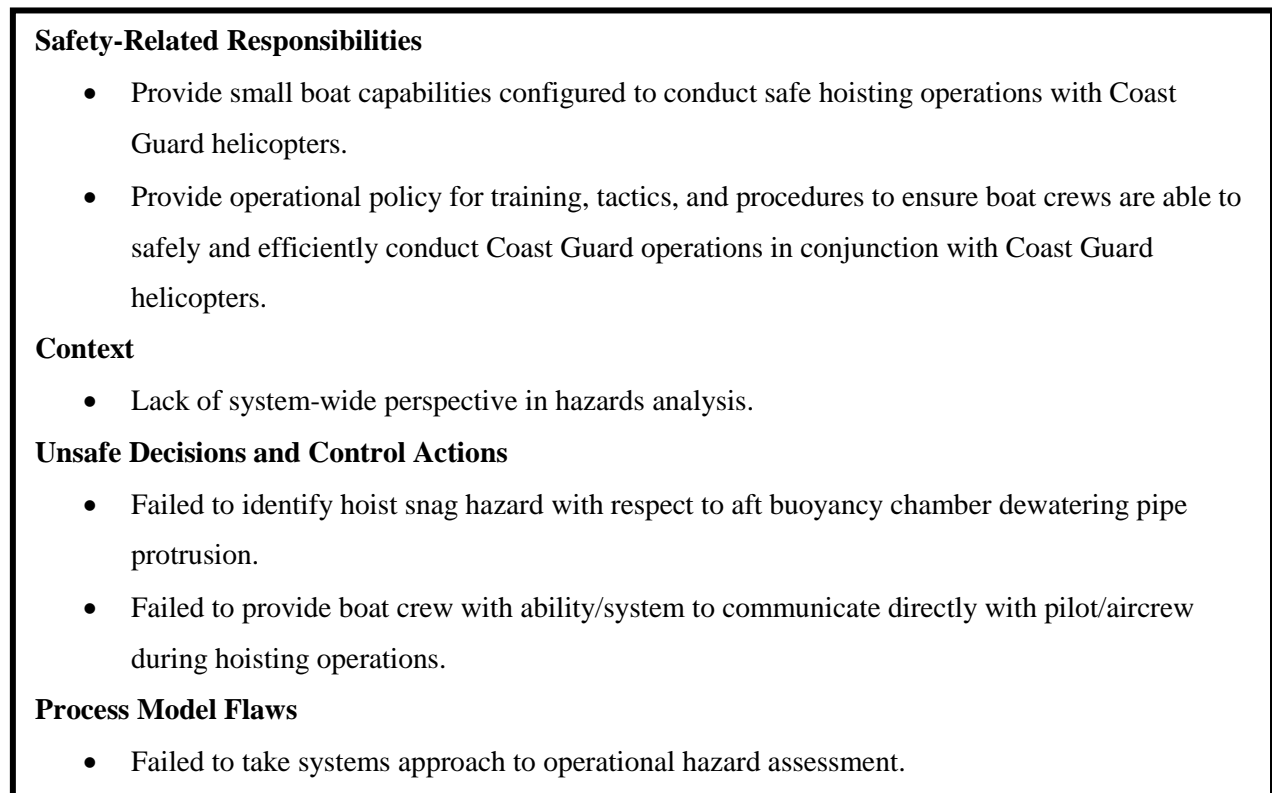 Safety-Related Responsibilities
• Provide small boat capabilities configured to conduct safe hoisting operations with Coast
Guard helicopters.
• Provide operational policy for training, tactics, and procedures to ensure boat crews are able to
safely and efficiently conduct Coast Guard operations in conjunction with Coast Guard
helicopters.
Context
• Lack of system-wide perspective in hazards analysis.
Unsafe Decisions and Control Actions
• Failed to identify hoist snag hazard with respect to aft buoyancy chamber dewatering pipe
protrusion.
• Failed to provide boat crew with ability/system to communicate directly with pilot/aircrew
during hoisting operations.
Process Model Flaws
• Failed to take systems approach to operational hazard assessment.